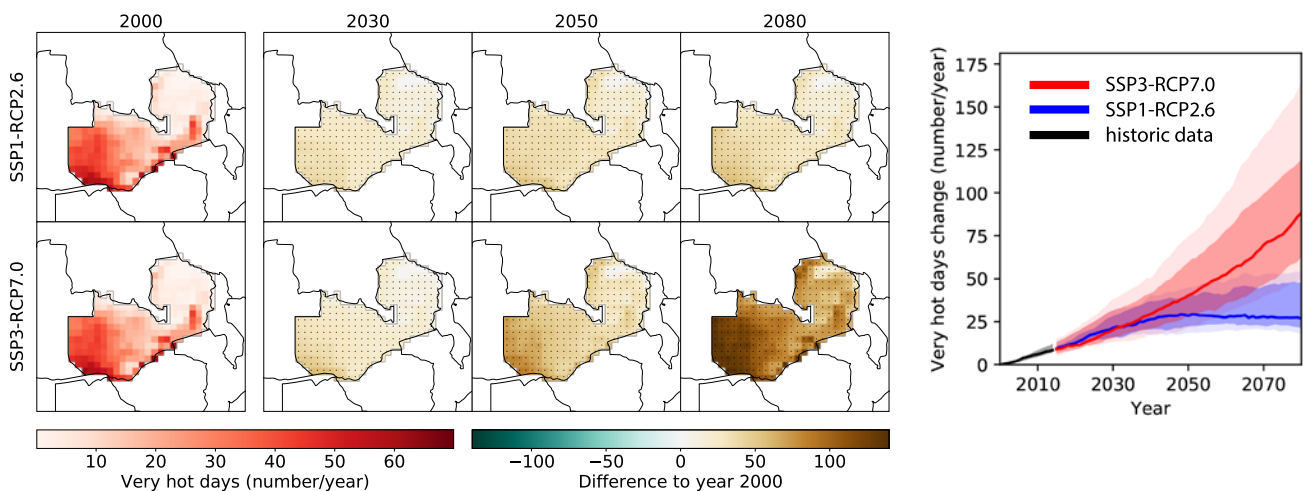 2000
2030
2050
2080
SSP1-RCP2.6
SSP3-RCP7.0
10 20 30 40 50 60
Very hot days (number/year)
−100 −50 0 50 100
Difference to year 2000
Very hot days change (number/year)
175
150
125
100
75
50
25
0
SSP3-RCP7.0
SSP1-RCP2.6
historic data
2010 2030 2050 2070
Year